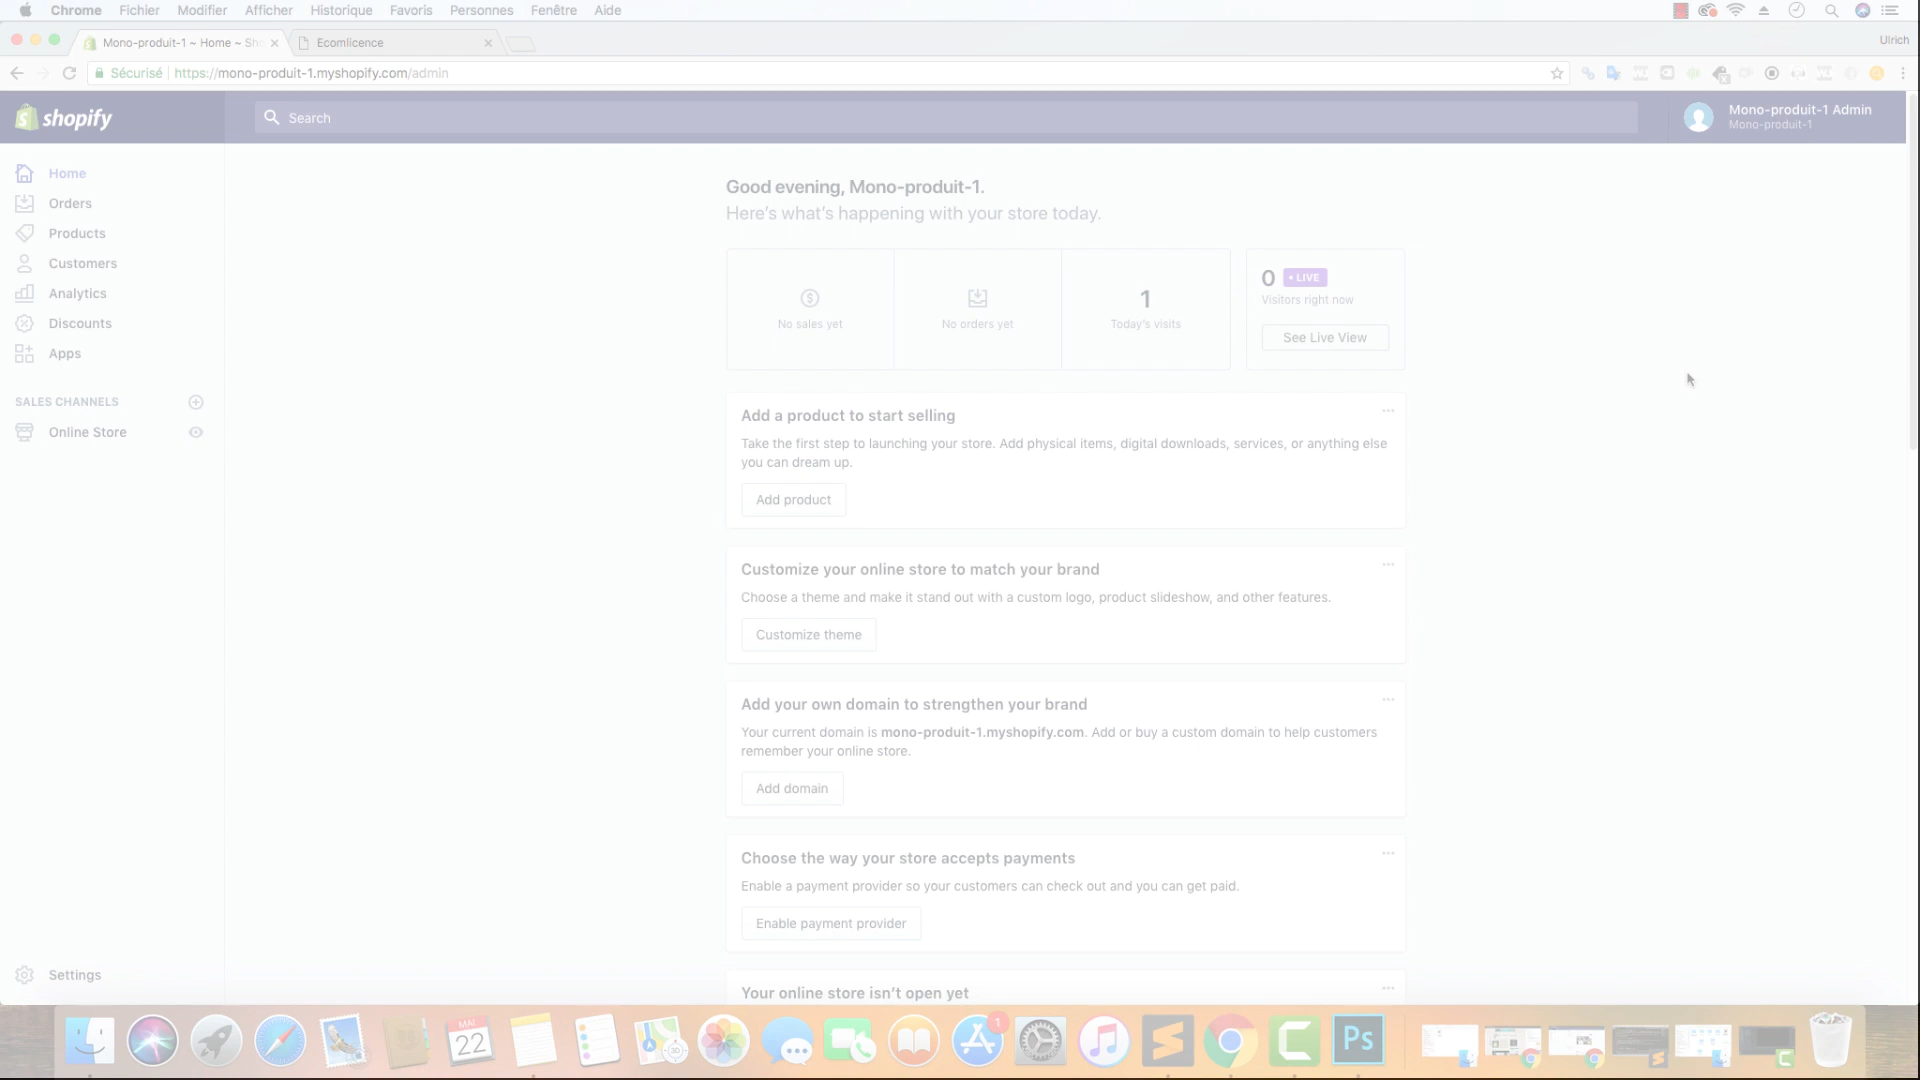 Chrome Fichier Modifier Afficher Historique Favoris Personnes Fenêtre Aide
Mono-produit-1 ~ Home ~ Sho
Ecomlicence
Ulrich
Sécurisé https://mono-produit-1.myshopify.com/admin
shopify
Search
Mono-produit-1 Admin
Mono-produit-1
Home
Orders
Products
Customers
Analytics
Discounts
Apps
SALES CHANNELS
Online Store
Settings
Good evening, Mono-produit-1.
Here's what's happening with your store today.
No sales yet
No orders yet
1
Today's visits
0 • LIVE
Visitors right now
See Live View
Add a product to start selling
Take the first step to launching your store. Add physical items, digital downloads, services, or anything else
you can dream up.
Add product
Customize your online store to match your brand
Choose a theme and make it stand out with a custom logo, product slideshow, and other features.
Customize theme
Add your own domain to strengthen your brand
Your current domain is mono-produit-1.myshopify.com. Add or buy a custom domain to help customers
remember your online store.
Add domain
Choose the way your store accepts payments
Enable a payment provider so your customers can check out and you can get paid.
Enable payment provider
Your online store isn't open yet
MAI
22
3D
1
Ps